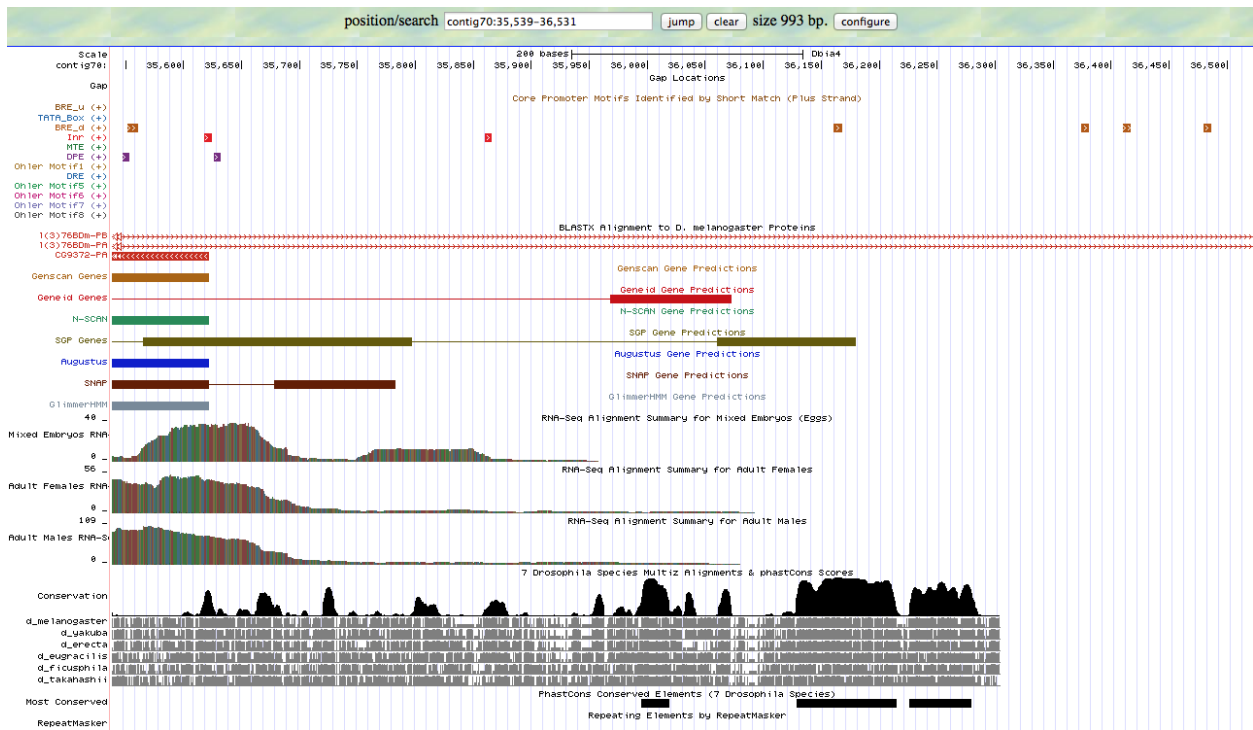 position/search contig70:35,539-36,531 jump clear size 993 bp. configure
Scale 200 bases Dbia4
contig70: 35,600 35,650 35,700 35,750 35,800 35,850 35,900 35,950 36,000 36,050 36,100 36,150 36,200 36,250 36,300 36,350 36,400 36,450 36,500
Gap Locations
Gap
Core Promoter Motifs Identified by Short Match (Plus Strand)
BRE_u (+)
TATA_Box (+)
BRE_d (+)
Inr (+)
MTE (+)
DPE (+)
Ohler Motif1 (+)
DRE (+)
Ohler Motif5 (+)
Ohler Motif6 (+)
Ohler Motif7 (+)
Ohler Motif8 (+)
BLASTX Alignment to D. melanogaster Proteins
l(3)76BDm-PB
l(3)76BDm-PA
CG9372-PA
Genscan Gene Predictions
Genscan Genes
Geneid Gene Predictions
Geneid Genes
N-SCAN Gene Predictions
N-SCAN
SGP Gene Predictions
SGP Genes
Augustus Gene Predictions
Augustus
SNAP Gene Predictions
SNAP
GlimmerHMM Gene Predictions
GlimmerHMM
RNA-Seq Alignment Summary for Mixed Embryos (Eggs)
40 _
Mixed Embryos RNA
0 _
RNA-Seq Alignment Summary for Adult Females
56 _
Adult Females RNA-
0 _
RNA-Seq Alignment Summary for Adult Males
109 _
Adult Males RNA-S
0 _
7 Drosophila Species Multiz Alignments & phastCons Scores
Conservation
d_melanogaster
d_yakuba
d_erecta
d_eugracilis
d_ficusphila
d_takahashii
PhastCons Conserved Elements (7 Drosophila Species)
Most Conserved
Repeating Elements by RepeatMasker
RepeatMasker